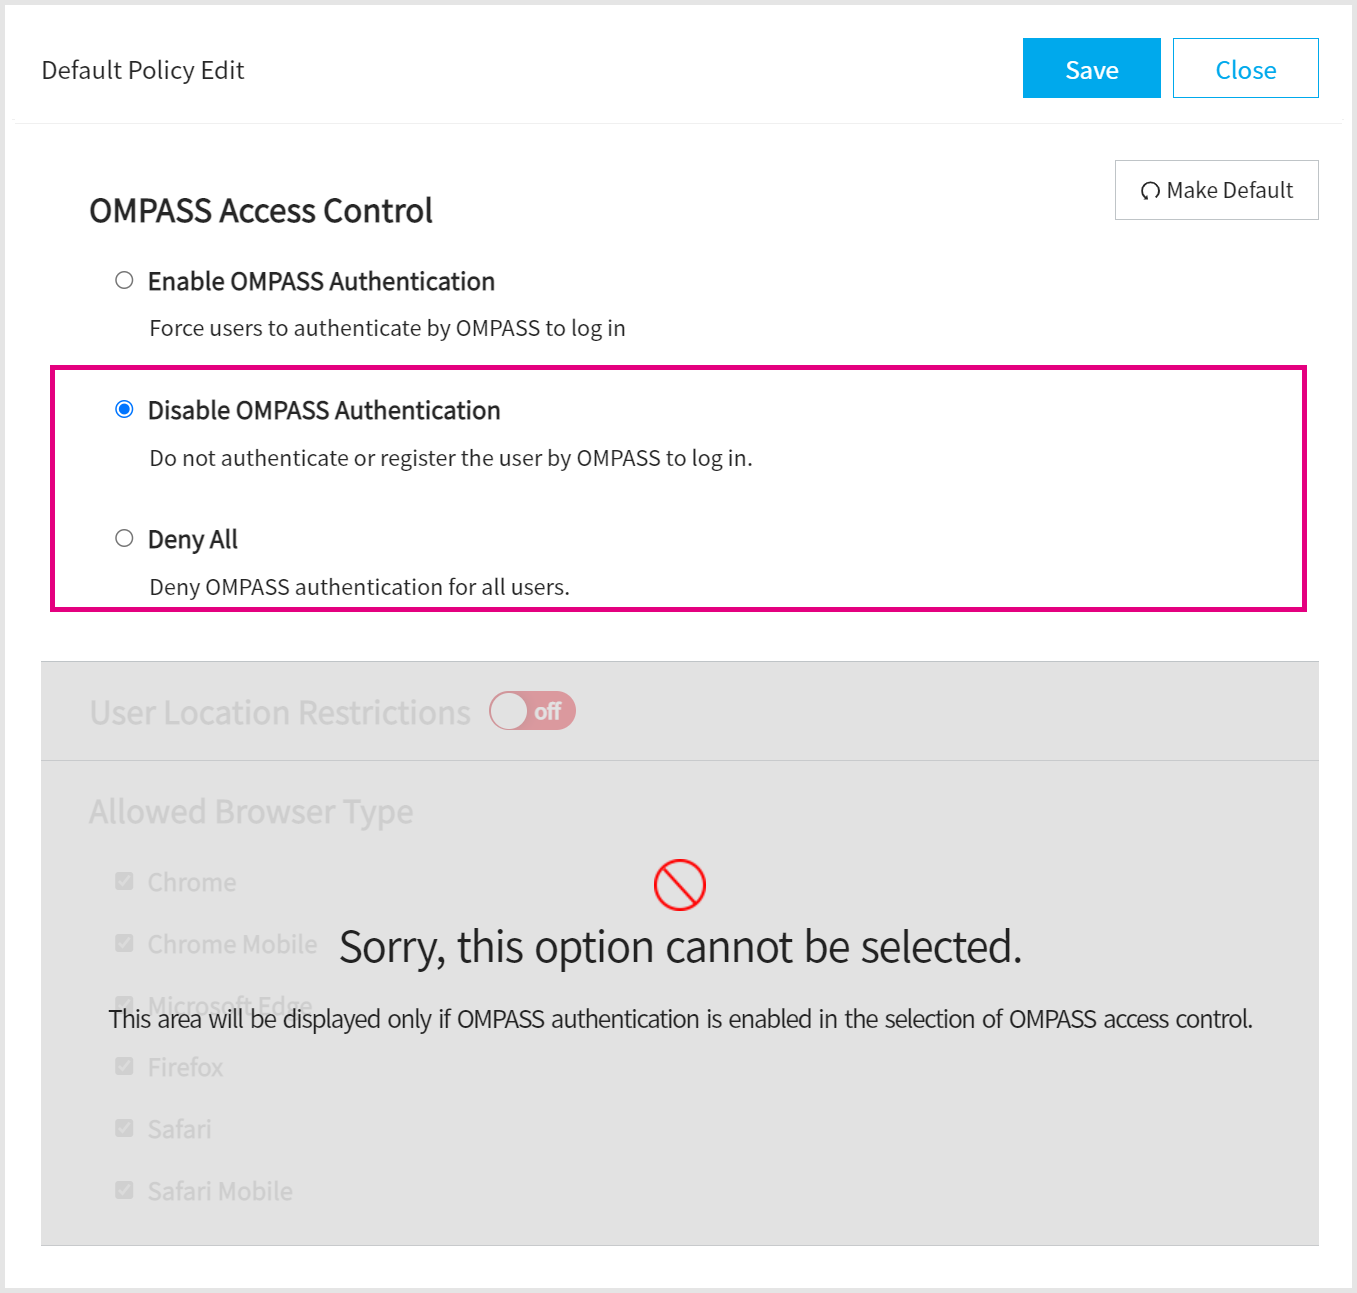 Default Policy Edit
Save
Close
Make Default
OMPASS Access Control
Enable OMPASS Authentication
Force users to authenticate by OMPASS to log in
Disable OMPASS Authentication
Do not authenticate or register the user by OMPASS to log in.
Deny All
Deny OMPASS authentication for all users.
User Location Restrictions
off
Allowed Browser Type
Chrome
Chrome Mobile
Sorry, this option cannot be selected.
Microsoft Edge
This area will be displayed only if OMPASS authentication is enabled in the selection of OMPASS access control.
Firefox
Safari
Safari Mobile